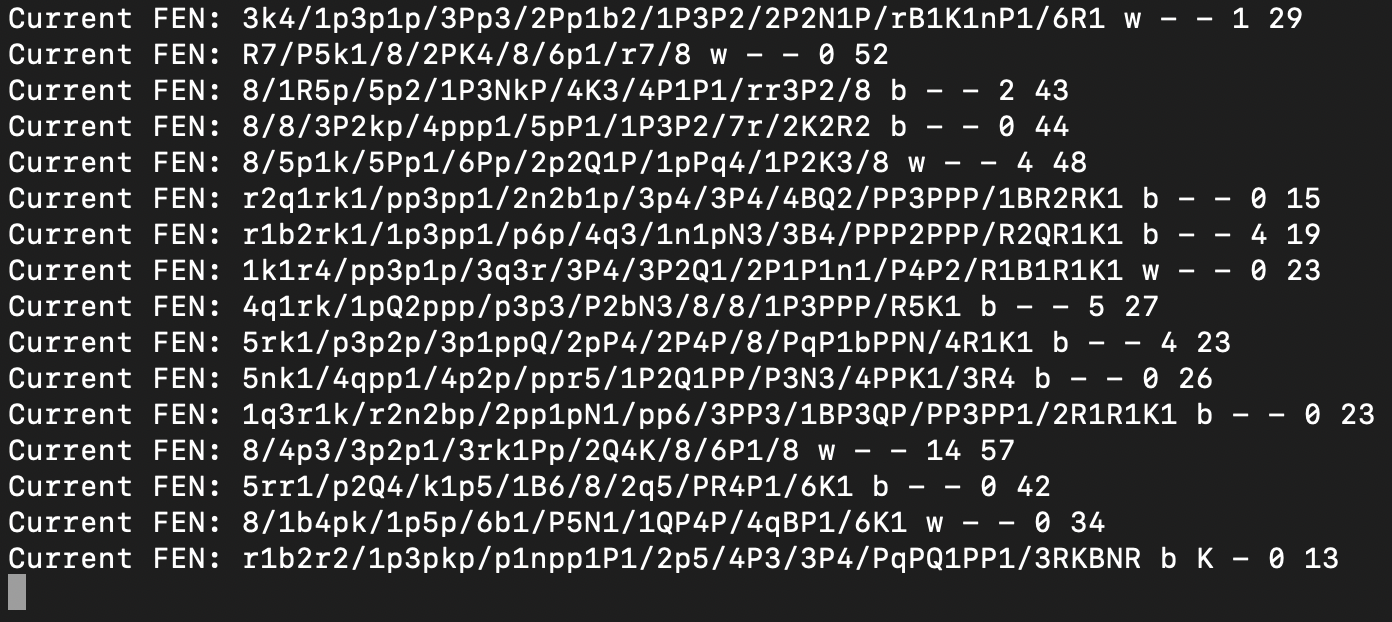 Current FEN: 3k4/1p3p1p/3Pp3/2Pp1b2/1P3P2/2P2N1P/rB1K1nP1/6R1 w - - 1 29
Current FEN: R7/P5k1/8/2PK4/8/6p1/r7/8 w - - 0 52
Current FEN: 8/1R5p/5p2/1P3NkP/4K3/4P1P1/rr3P2/8 b - - 2 43
Current FEN: 8/8/3P2kp/4ppp1/5pP1/1P3P2/7r/2K2R2 b - - 0 44
Current FEN: 8/5p1k/5Pp1/6Pp/2p2Q1P/1pPq4/1P2K3/8 w - - 4 48
Current FEN: r2q1rk1/pp3pp1/2n2b1p/3p4/3P4/4BQ2/PP3PPP/1BR2RK1 b - - 0 15
Current FEN: r1b2rk1/1p3pp1/p6p/4q3/1n1pN3/3B4/PPP2PPP/R2QR1K1 b - - 4 19
Current FEN: 1k1r4/pp3p1p/3q3r/3P4/3P2Q1/2P1P1n1/P4P2/R1B1R1K1 w - - 0 23
Current FEN: 4q1rk/1pQ2ppp/p3p3/P2bN3/8/8/1P3PPP/R5K1 b - - 5 27
Current FEN: 5rk1/p3p2p/3p1ppQ/2pP4/2P4P/8/PqP1bPPN/4R1K1 b - - 4 23
Current FEN: 5nk1/4qpp1/4p2p/ppr5/1P2Q1PP/P3N3/4PPK1/3R4 b - - 0 26
Current FEN: 1q3r1k/r2n2bp/2pp1pN1/pp6/3PP3/1BP3QP/PP3PP1/2R1R1K1 b - - 0 23
Current FEN: 8/4p3/3p2p1/3rk1Pp/2Q4K/8/6P1/8 w - - 14 57
Current FEN: 5rr1/p2Q4/k1p5/1B6/8/2q5/PR4P1/6K1 b - - 0 42
Current FEN: 8/1b4pk/1p5p/6b1/P5N1/1QP4P/4qBP1/6K1 w - - 0 34
Current FEN: r1b2r2/1p3pkp/p1npp1P1/2p5/4P3/3P4/PqPQ1PP1/3RKBNR b K - 0 13